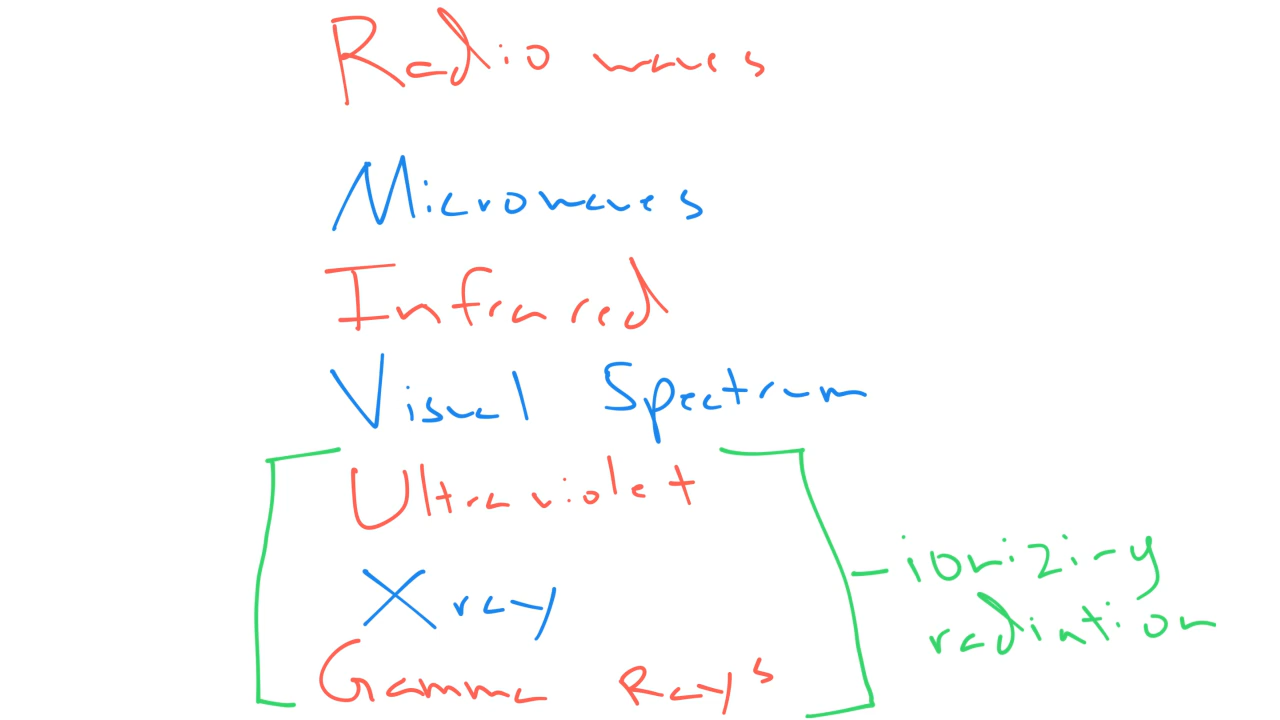 Radio waves
Microwaves
Infrared
Visual Spectrum
Ultraviolet
X ray
Gamma Rays
- ionizing
radiation